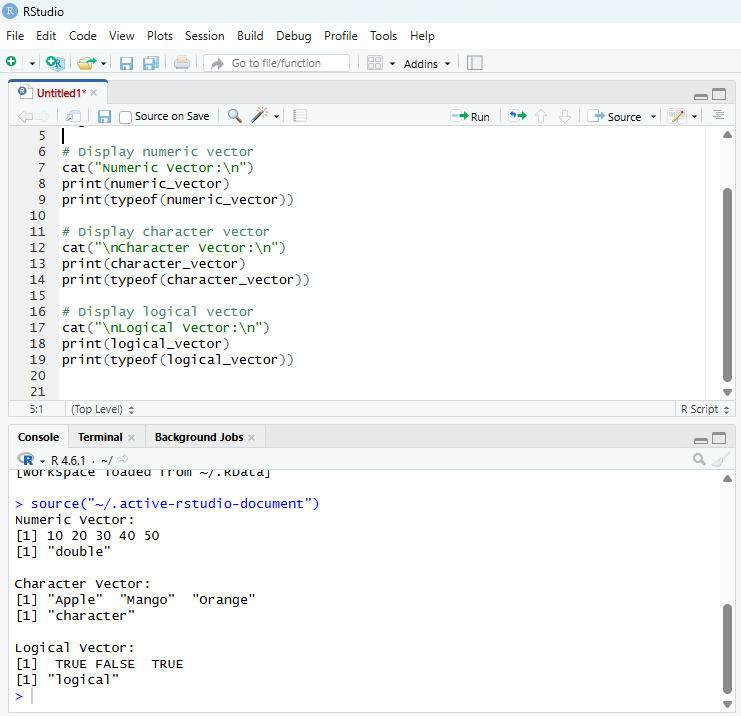 RStudio
File Edit Code View Plots Session Build Debug Profile Tools Help
Go to file/function Addins
Untitled1*
Source on Save Run Source
5
6 # Display numeric vector
7 cat("Numeric Vector:\n")
8 print(numeric_vector)
9 print(typeof(numeric_vector))
10
11 # Display character vector
12 cat("\nCharacter Vector:\n")
13 print(character_vector)
14 print(typeof(character_vector))
15
16 # Display logical vector
17 cat("\nLogical Vector:\n")
18 print(logical_vector)
19 print(typeof(logical_vector))
20
21
5:1 (Top Level) R Script
Console Terminal Background Jobs
R 4.6.1 · ~/
[Workspace loaded from ~/.RData]
> source("~/.active-rstudio-document")
Numeric Vector:
[1] 10 20 30 40 50
[1] "double"
Character Vector:
[1] "Apple"  "Mango"  "Orange"
[1] "character"
Logical Vector:
[1]  TRUE FALSE  TRUE
[1] "logical"
>